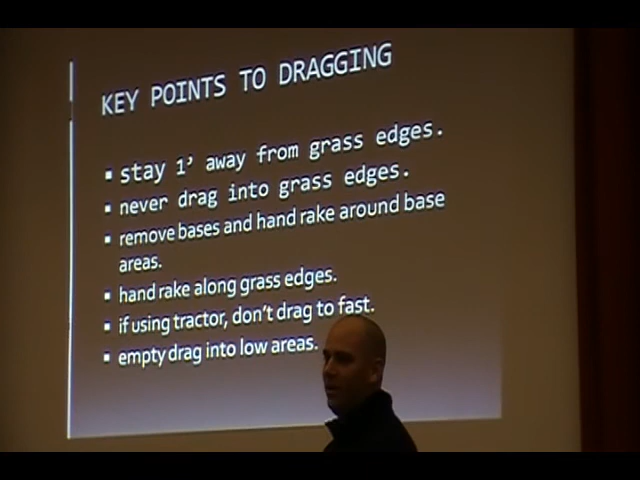 KEY POINTS TO DRAGGING
▪ stay 1’ away from grass edges.
▪ never drag into grass edges.
▪ remove bases and hand rake around base
areas.
▪ hand rake along grass edges.
▪ if using tractor, don’t drag to fast.
▪ empty drag into low areas.